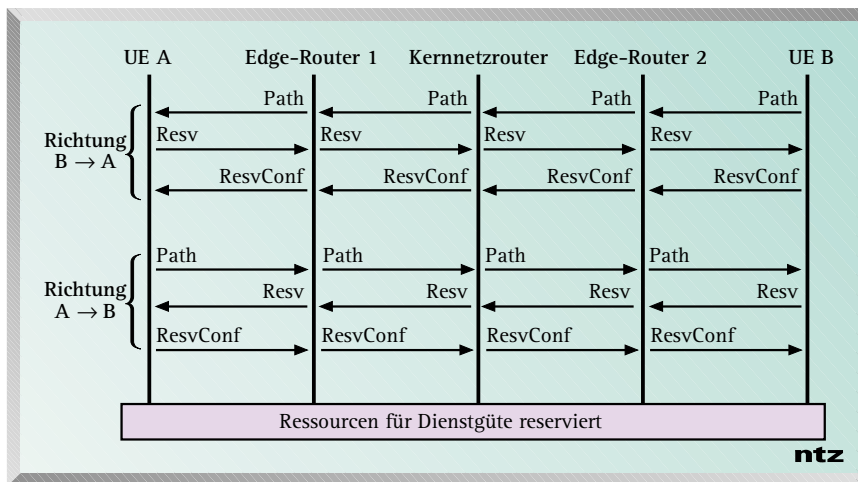 UE A Edge-Router 1 Kernnetzrouter Edge-Router 2 UE B
Path Path Path Path
Richtung
B → A
Resv Resv Resv Resv
ResvConf ResvConf ResvConf ResvConf
Path Path Path Path
Richtung
A → B
Resv Resv Resv Resv
ResvConf ResvConf ResvConf ResvConf
Ressourcen für Dienstgüte reserviert
ntz